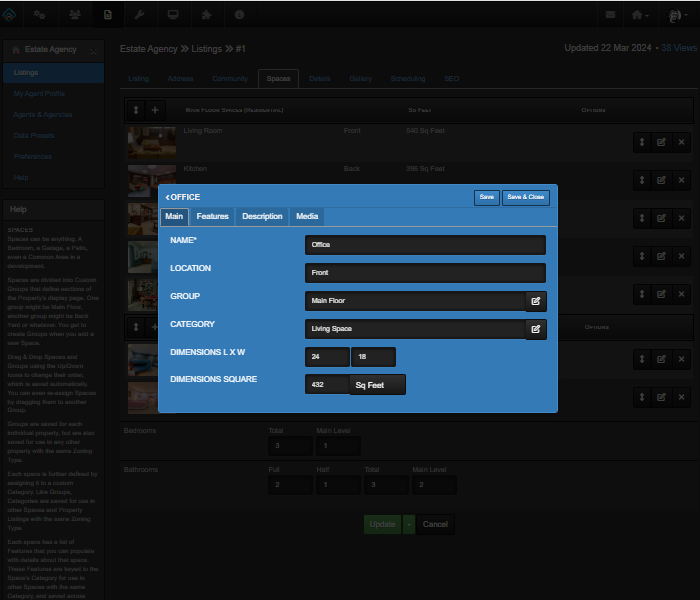 Estate Agency
Listings
My Agent Profile
Agents & Agencies
Data Presets
Preferences
Help
Help
SPACES
Spaces can be anything: A
Bedroom, a Garage, a Patio,
even a Common Area in a
development.
Spaces are divided into Custom
Groups that define sections of
the Property's display page. One
group might be Main Floor,
another group might be Back
Yard or whatever. You get to
create Groups when you add a
new Space.
Drag & Drop Spaces and
Groups using the Up/Down
icons to change their order,
which is saved automatically.
You can even re-assign Spaces
by dragging them to another
Group.
Groups are saved for each
individual property, but are also
saved for use in any other
property with the same Zoning
Type.
Each space is further defined by
assigning it to a custom
Category. Like Groups,
Categories are saved for use in
other Spaces and Property
Listings with the same Zoning
Type.
Each space has a list of
Features that you can populate
with details about that space.
These Features are keyed to the
Space's Category for use in
other Spaces with the same
Category, and saved across
Estate Agency » Listings » #1
Updated 22 Mar 2024 • 38 Views
Listing Address Community Spaces Details Gallery Scheduling SEO
Main Floor Spaces (Residential) Sq Feet Options
Living Room Front 540 Sq Feet
Kitchen Back 396 Sq Feet
OFFICE Save Save & Close
Main Features Description Media
NAME* Office
LOCATION Front
GROUP Main Floor
CATEGORY Living Space
DIMENSIONS L X W 24 18
DIMENSIONS SQUARE 432 Sq Feet
Options
Bedrooms Total Main Level
3 1
Bathrooms Full Half Total Main Level
2 1 3 2
Update Cancel